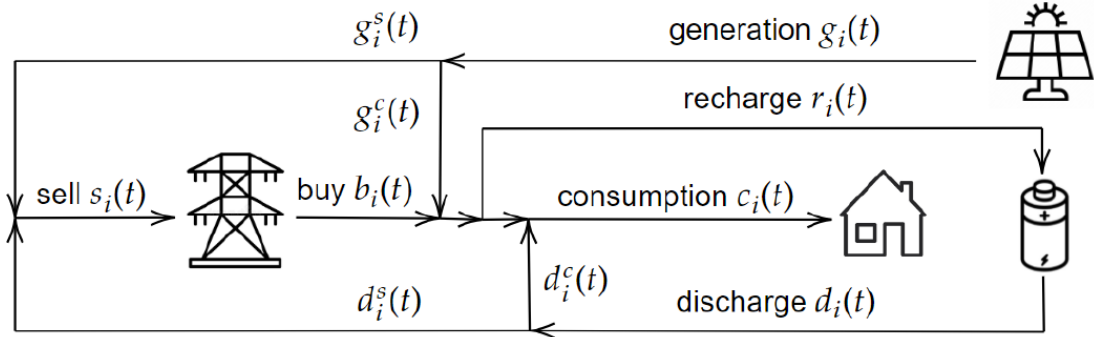 g_i^s(t)
generation g_i(t)
g_i^c(t)
recharge r_i(t)
sell s_i(t)
buy b_i(t)
consumption c_i(t)
d_i^s(t)
d_i^c(t)
discharge d_i(t)